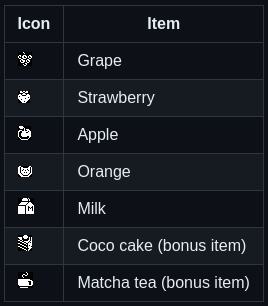 Icon Item
Grape
Strawberry
Apple
Orange
M Milk
Coco cake (bonus item)
Matcha tea (bonus item)